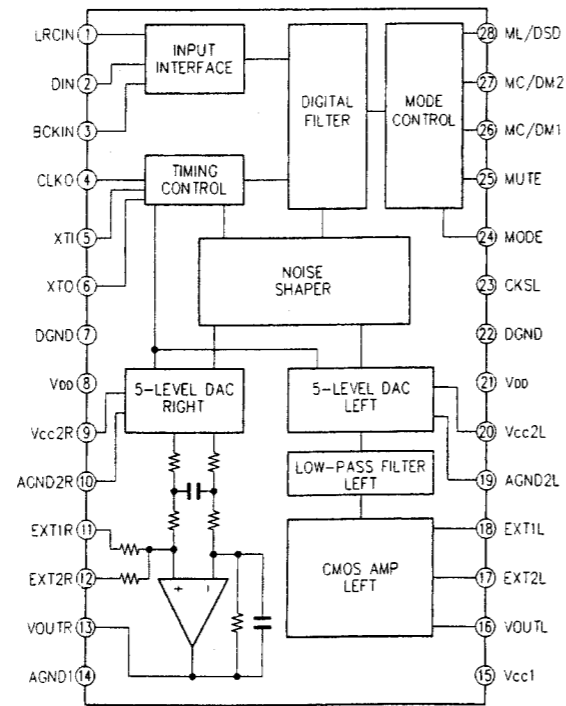 LRCIN 1
INPUT
INTERFACE
DIN 2
BCKIN 3
CLKO 4
TIMING
CONTROL
XTI 5
XTO 6
DGND 7
VDD 8
Vcc2R 9
AGND2R 10
EXT1R 11
EXT2R 12
VOUTR 13
AGND1 14
DIGITAL
FILTER
MODE
CONTROL
NOISE
SHAPER
5-LEVEL DAC
RIGHT
5-LEVEL DAC
LEFT
LOW-PASS FILTER
LEFT
CMOS AMP
LEFT
+ −
28 ML/DSD
27 MC/DM2
26 MC/DM1
25 MUTE
24 MODE
23 CKSL
22 DGND
21 VDD
20 Vcc2L
19 AGND2L
18 EXT1L
17 EXT2L
16 VOUTL
15 Vcc1